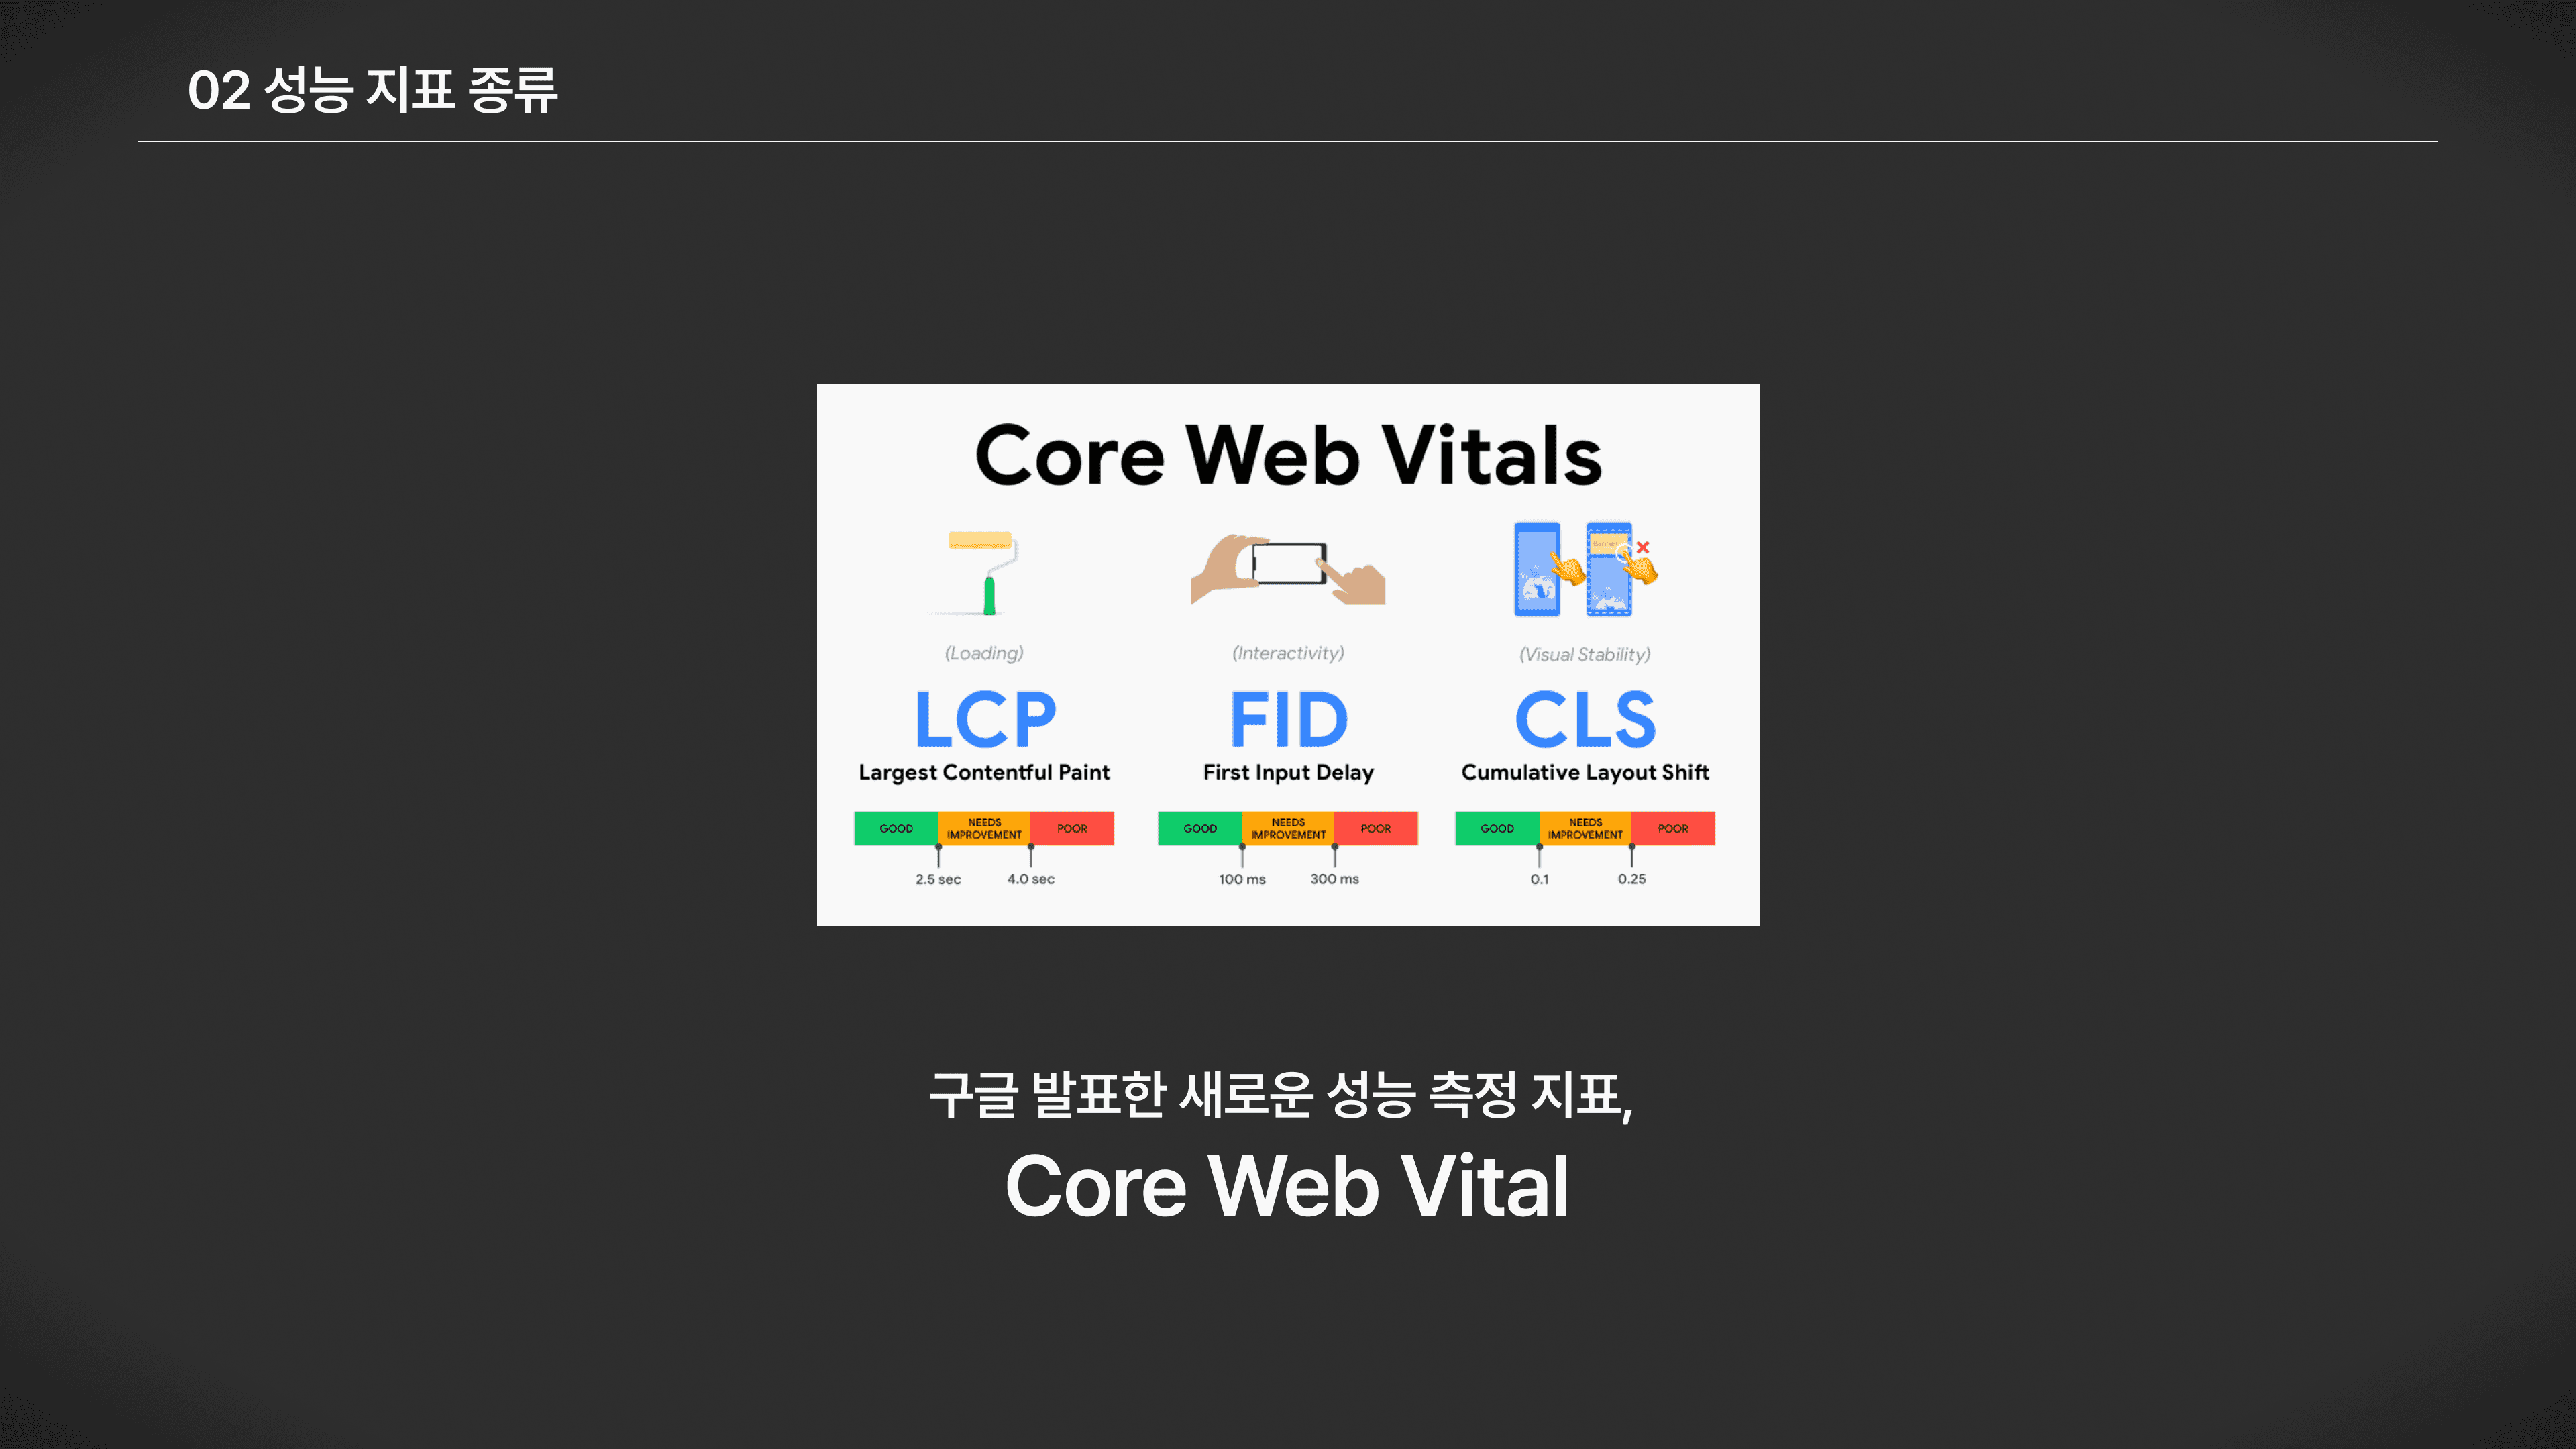 02 성능 지표 종류
Core Web Vitals
Banner
(Loading)
(Interactivity)
(Visual Stability)
LCP
FID
CLS
Largest Contentful Paint
First Input Delay
Cumulative Layout Shift
GOOD NEEDS IMPROVEMENT POOR
GOOD NEEDS IMPROVEMENT POOR
GOOD NEEDS IMPROVEMENT POOR
2.5 sec 4.0 sec
100 ms 300 ms
0.1 0.25
구글 발표한 새로운 성능 측정 지표,
Core Web Vital